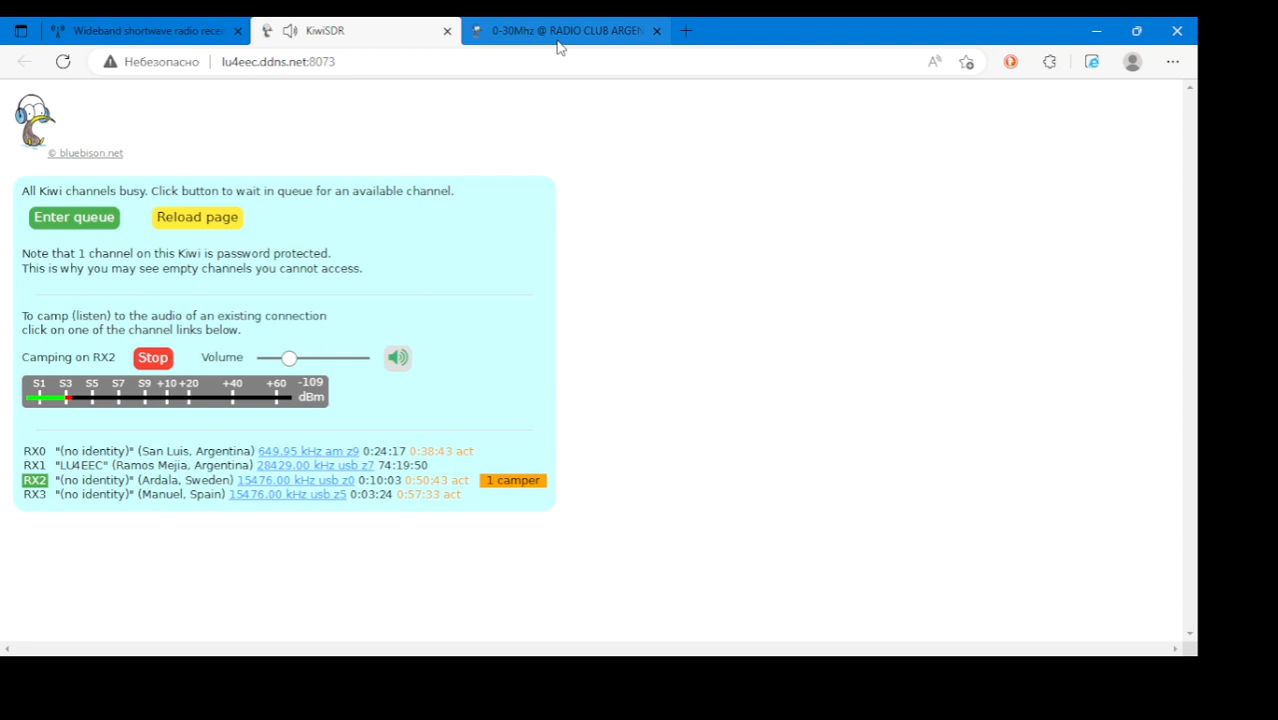 Wideband shortwave radio recei
KiwiSDR
0-30Mhz @ RADIO CLUB ARGEN
Небезопасно
lu4eec.ddns.net:8073
© bluebison.net
All Kiwi channels busy. Click button to wait in queue for an available channel.
Enter queue
Reload page
Note that 1 channel on this Kiwi is password protected.
This is why you may see empty channels you cannot access.
To camp (listen) to the audio of an existing connection
click on one of the channel links below.
Camping on RX2 Stop Volume
S1 S3 S5 S7 S9 +10 +20 +40 +60 -109
dBm
RX0 "(no identity)" (San Luis, Argentina) 649.95 kHz am z9 0:24:17 0:38:43 act
RX1 "LU4EEC" (Ramos Mejia, Argentina) 28429.00 kHz usb z7 74:19:50
RX2 "(no identity)" (Ardala, Sweden) 15476.00 kHz usb z0 0:10:03 0:50:43 act 1 camper
RX3 "(no identity)" (Manuel, Spain) 15476.00 kHz usb z5 0:03:24 0:57:33 act